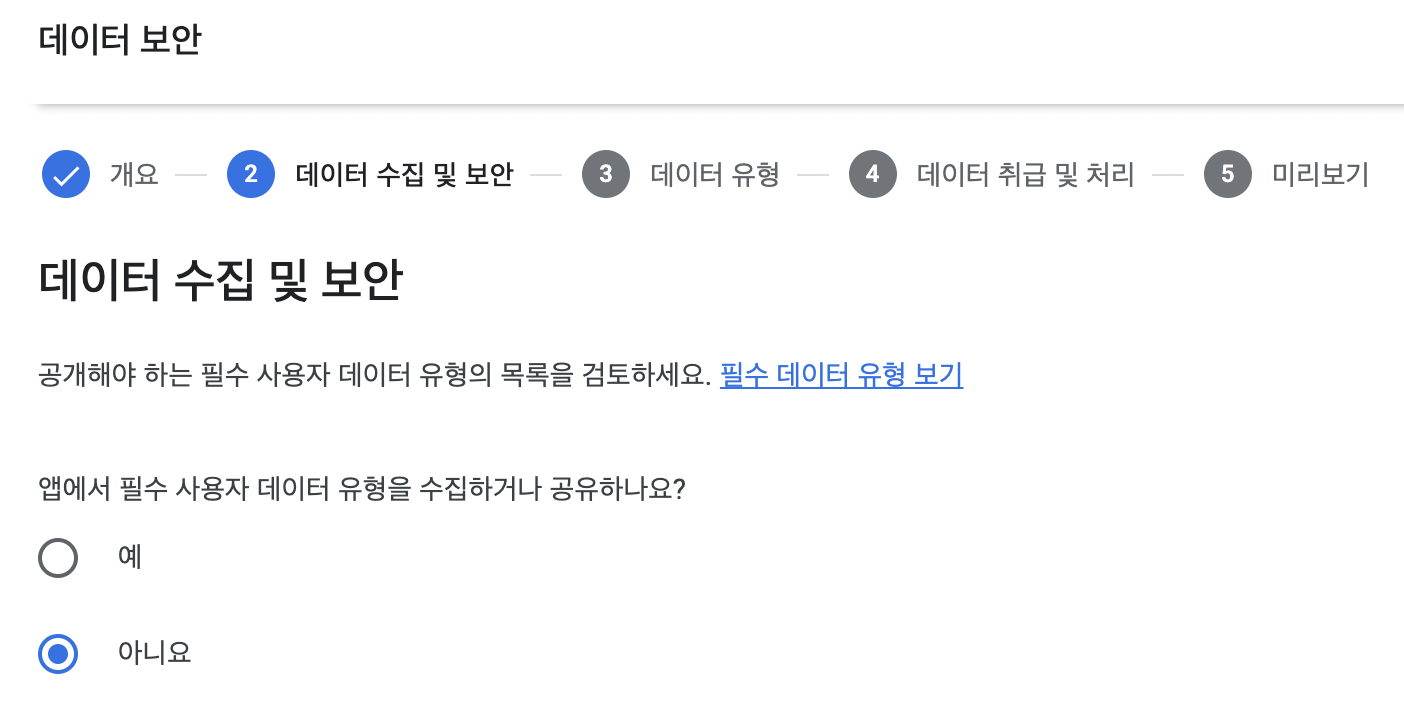 데이터 보안
개요 2 데이터 수집 및 보안 3 데이터 유형 4 데이터 취급 및 처리 5 미리보기
데이터 수집 및 보안
공개해야 하는 필수 사용자 데이터 유형의 목록을 검토하세요. 필수 데이터 유형 보기
앱에서 필수 사용자 데이터 유형을 수집하거나 공유하나요?
예
아니요